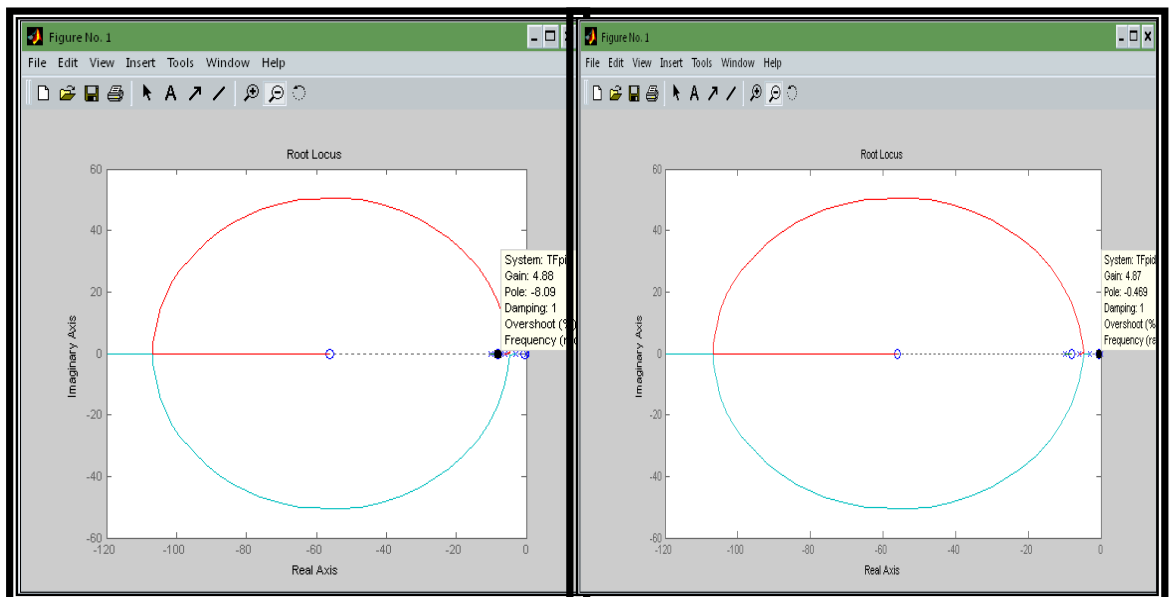 Figure No. 1
File Edit View Insert Tools Window Help
Root Locus
60
40
20
0
-20
-40
-60
-120 -100 -80 -60 -40 -20 0
Imaginary Axis
Real Axis
System: TFpi
Gain: 4.88
Pole: -8.09
Damping: 1
Overshoot (%
Frequency (
Figure No. 1
File Edit View Insert Tools Window Help
Root Locus
60
40
20
0
-20
-40
-60
-120 -100 -80 -60 -40 -20 0
Imaginary Axis
Real Axis
System: TFpid
Gain: 4.87
Pole: -0.469
Damping: 1
Overshoot (%
Frequency (ra